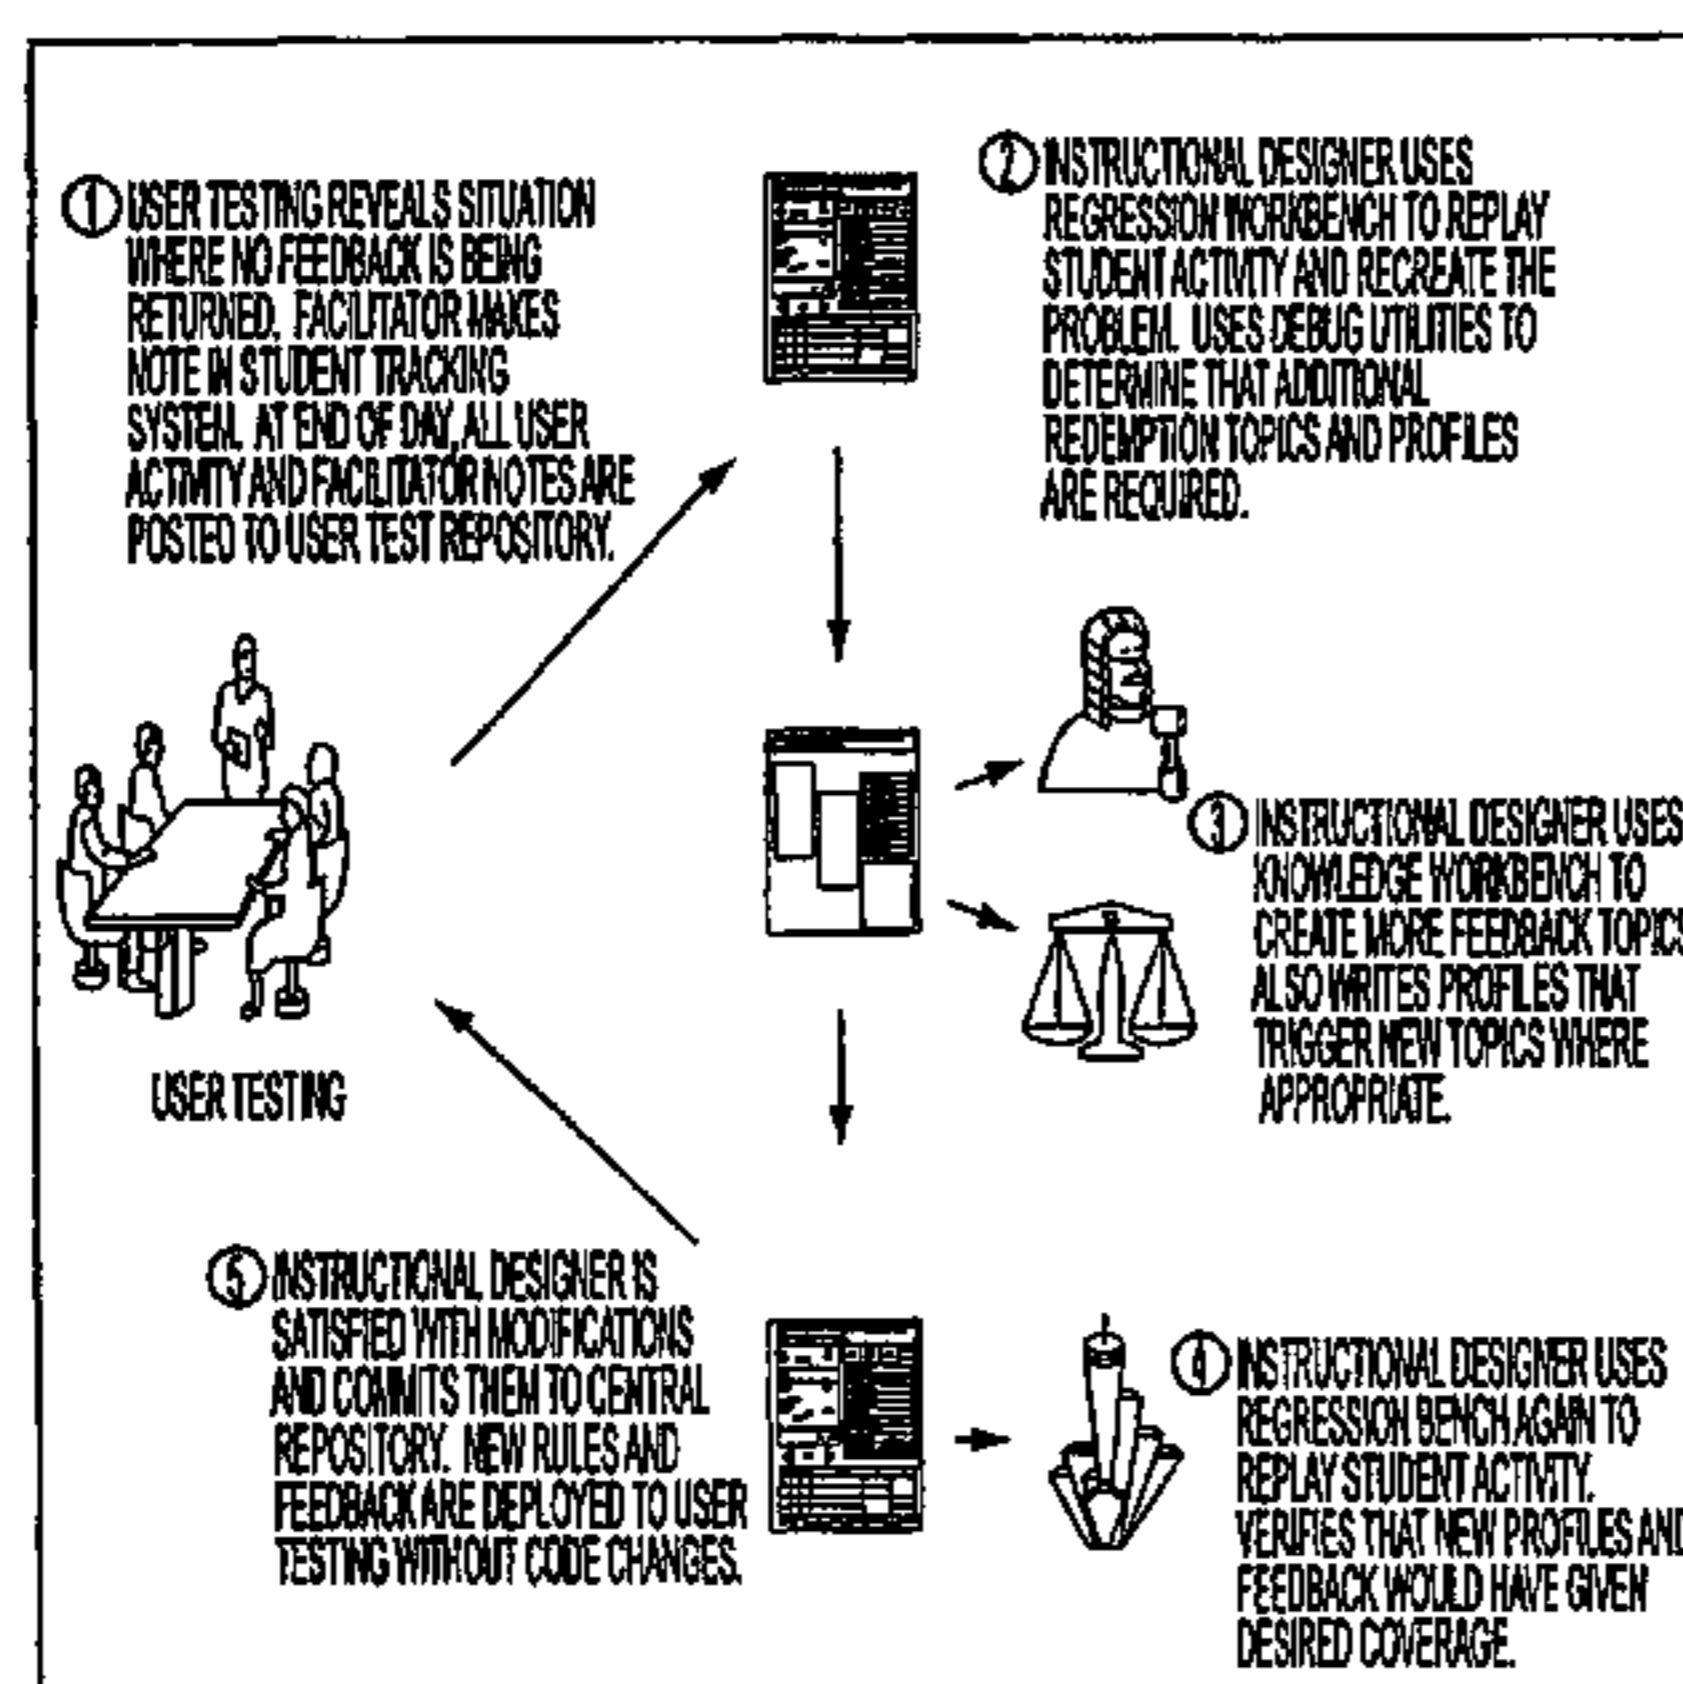 1 USER TESTING REVEALS SITUATION
WHERE NO FEEDBACK IS BEING
RETURNED. FACILITATOR MAKES
NOTE IN STUDENT TRACKING
SYSTEM. AT END OF DAY, ALL USER
ACTIVITY AND FACILITATOR NOTES ARE
POSTED TO USER TEST REPOSITORY.
2 INSTRUCTIONAL DESIGNER USES
REGRESSION WORKBENCH TO REPLAY
STUDENT ACTIVITY AND RECREATE THE
PROBLEM. USES DEBUG UTILITIES TO
DETERMINE THAT ADDITIONAL
REDEMPTION TOPICS AND PROFILES
ARE REQUIRED.
USER TESTING
3 INSTRUCTIONAL DESIGNER USES
KNOWLEDGE WORKBENCH TO
CREATE MORE FEEDBACK TOPICS
ALSO WRITES PROFILES THAT
TRIGGER NEW TOPICS WHERE
APPROPRIATE.
4 INSTRUCTIONAL DESIGNER USES
REGRESSION BENCH AGAIN TO
REPLAY STUDENT ACTIVITY.
VERIFIES THAT NEW PROFILES AND
FEEDBACK WOULD HAVE GIVEN
DESIRED COVERAGE.
5 INSTRUCTIONAL DESIGNER IS
SATISFIED WITH MODIFICATIONS
AND COMMITS THEM TO CENTRAL
REPOSITORY. NEW RULES AND
FEEDBACK ARE DEPLOYED TO USER
TESTING WITHOUT CODE CHANGES.